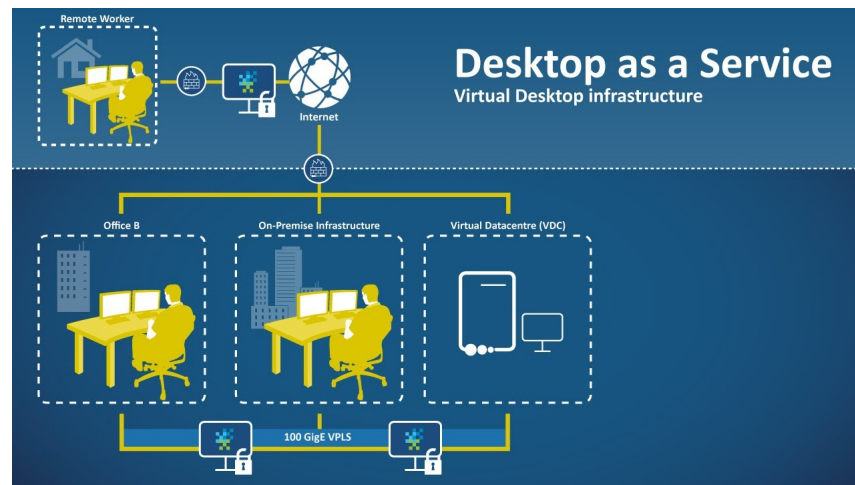 Remote Worker
Desktop as a Service
Virtual Desktop infrastructure
Internet
Office B
On-Premise Infrastructure
Virtual Datacentre (VDC)
100 GigE VPLS